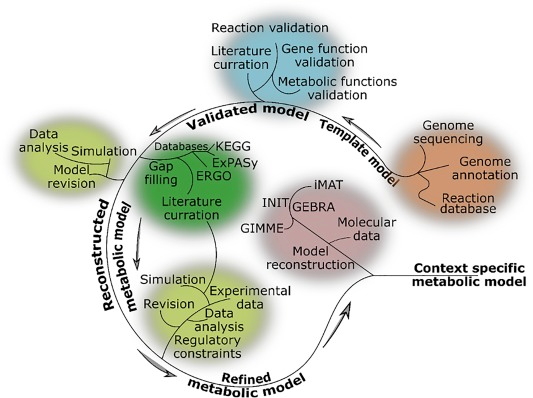 Reaction validation
Literature
curration
Gene function
validation
Metabolic functions
validation
Validated model
Template model
Genome
sequencing
Genome
annotation
Reaction
database
Data
analysis
Simulation
Model
revision
Databases
KEGG
ExPASy
ERGO
Gap
filling
Literature
curration
iMAT
INIT
GEBRA
GIMME
Molecular
data
Model
reconstruction
Context specific
metabolic model
Reconstructed
metabolic model
Simulation
Experimental
data
Revision
Data
analysis
Regulatory
constraints
Refined
metabolic model